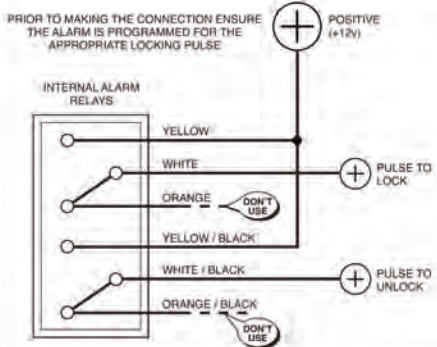 PRIOR TO MAKING THE CONNECTION ENSURE
THE ALARM IS PROGRAMMED FOR THE
APPROPRIATE LOCKING PULSE
POSITIVE
(+12v)
INTERNAL ALARM
RELAYS
YELLOW
WHITE
PULSE TO
LOCK
ORANGE
DON'T
USE
YELLOW / BLACK
WHITE / BLACK
PULSE TO
UNLOCK
ORANGE / BLACK
DON'T
USE